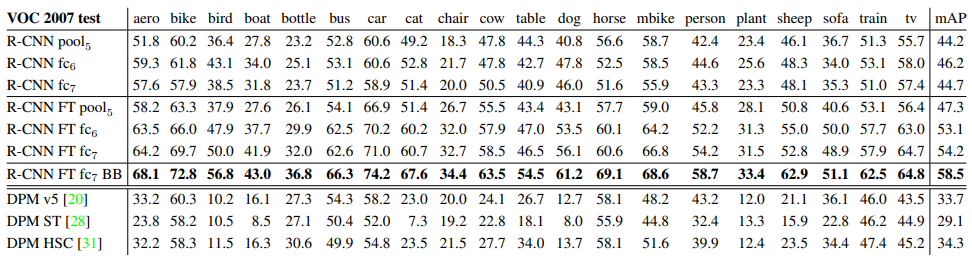 VOC 2007 test aero bike bird boat bottle bus car cat chair cow table dog horse mbike person plant sheep sofa train tv mAP
R-CNN pool5 51.8 60.2 36.4 27.8 23.2 52.8 60.6 49.2 18.3 47.8 44.3 40.8 56.6 58.7 42.4 23.4 46.1 36.7 51.3 55.7 44.2
R-CNN fc6 59.3 61.8 43.1 34.0 25.1 53.1 60.6 52.8 21.7 47.8 42.7 47.8 52.5 58.5 44.6 25.6 48.3 34.0 53.1 58.0 46.2
R-CNN fc7 57.6 57.9 38.5 31.8 23.7 51.2 58.9 51.4 20.0 50.5 40.9 46.0 51.6 55.9 43.3 23.3 48.1 35.3 51.0 57.4 44.7
R-CNN FT pool5 58.2 63.3 37.9 27.6 26.1 54.1 66.9 51.4 26.7 55.5 43.4 43.1 57.7 59.0 45.8 28.1 50.8 40.6 53.1 56.4 47.3
R-CNN FT fc6 63.5 66.0 47.9 37.7 29.9 62.5 70.2 60.2 32.0 57.9 47.0 53.5 60.1 64.2 52.2 31.3 55.0 50.0 57.7 63.0 53.1
R-CNN FT fc7 64.2 69.7 50.0 41.9 32.0 62.6 71.0 60.7 32.7 58.5 46.5 56.1 60.6 66.8 54.2 31.5 52.8 48.9 57.9 64.7 54.2
R-CNN FT fc7 BB 68.1 72.8 56.8 43.0 36.8 66.3 74.2 67.6 34.4 63.5 54.5 61.2 69.1 68.6 58.7 33.4 62.9 51.1 62.5 64.8 58.5
DPM v5 [20] 33.2 60.3 10.2 16.1 27.3 54.3 58.2 23.0 20.0 24.1 26.7 12.7 58.1 48.2 43.2 12.0 21.1 36.1 46.0 43.5 33.7
DPM ST [28] 23.8 58.2 10.5 8.5 27.1 50.4 52.0 7.3 19.2 22.8 18.1 8.0 55.9 44.8 32.4 13.3 15.9 22.8 46.2 44.9 29.1
DPM HSC [31] 32.2 58.3 11.5 16.3 30.6 49.9 54.8 23.5 21.5 27.7 34.0 13.7 58.1 51.6 39.9 12.4 23.5 34.4 47.4 45.2 34.3